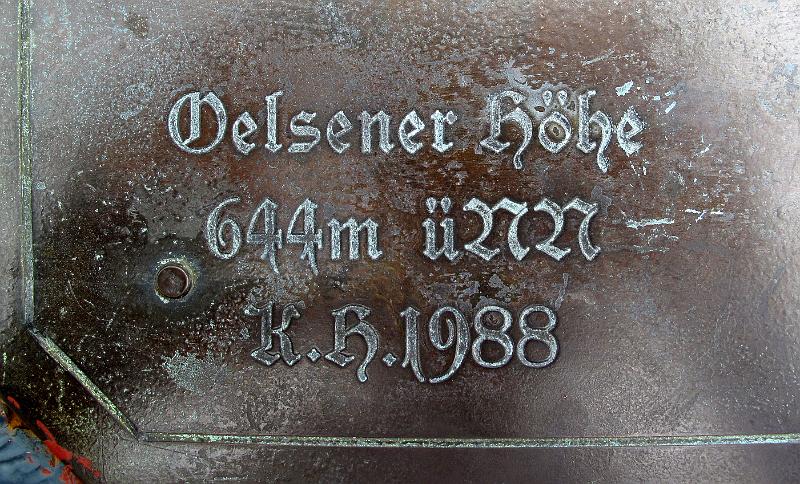 Oelsener Höhe
644m üNN
K.H.1988